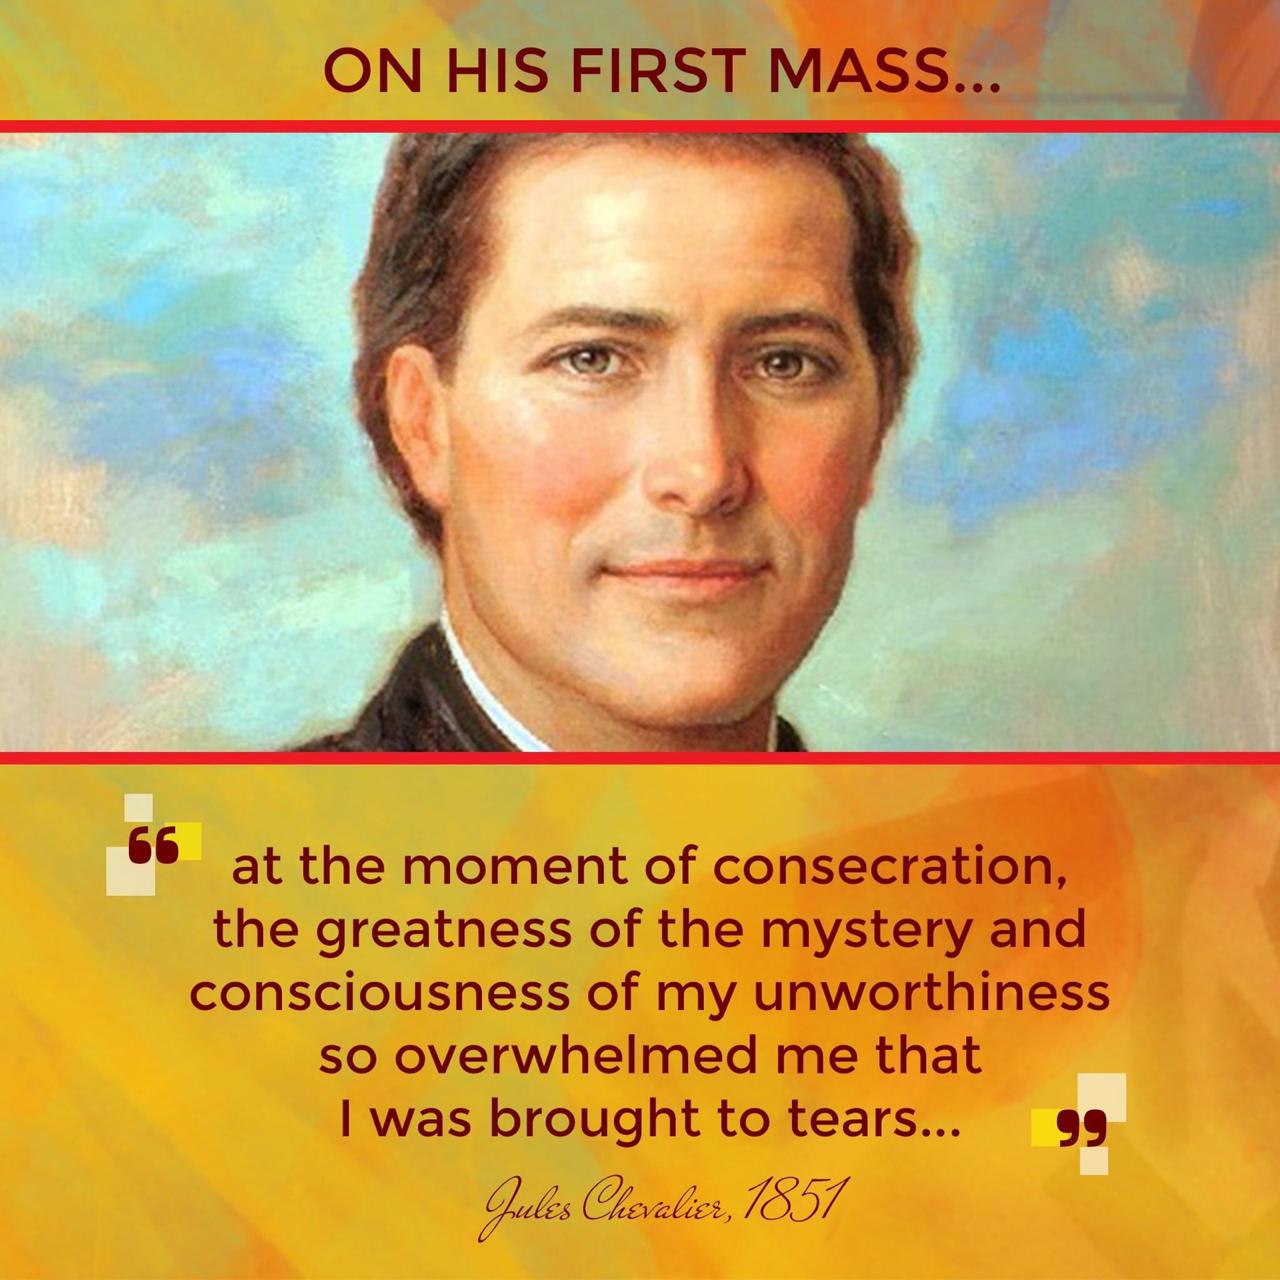 ON HIS FIRST MASS...
“at the moment of consecration,
the greatness of the mystery and
consciousness of my unworthiness
so overwhelmed me that
I was brought to tears...”
Jules Chevalier, 1851